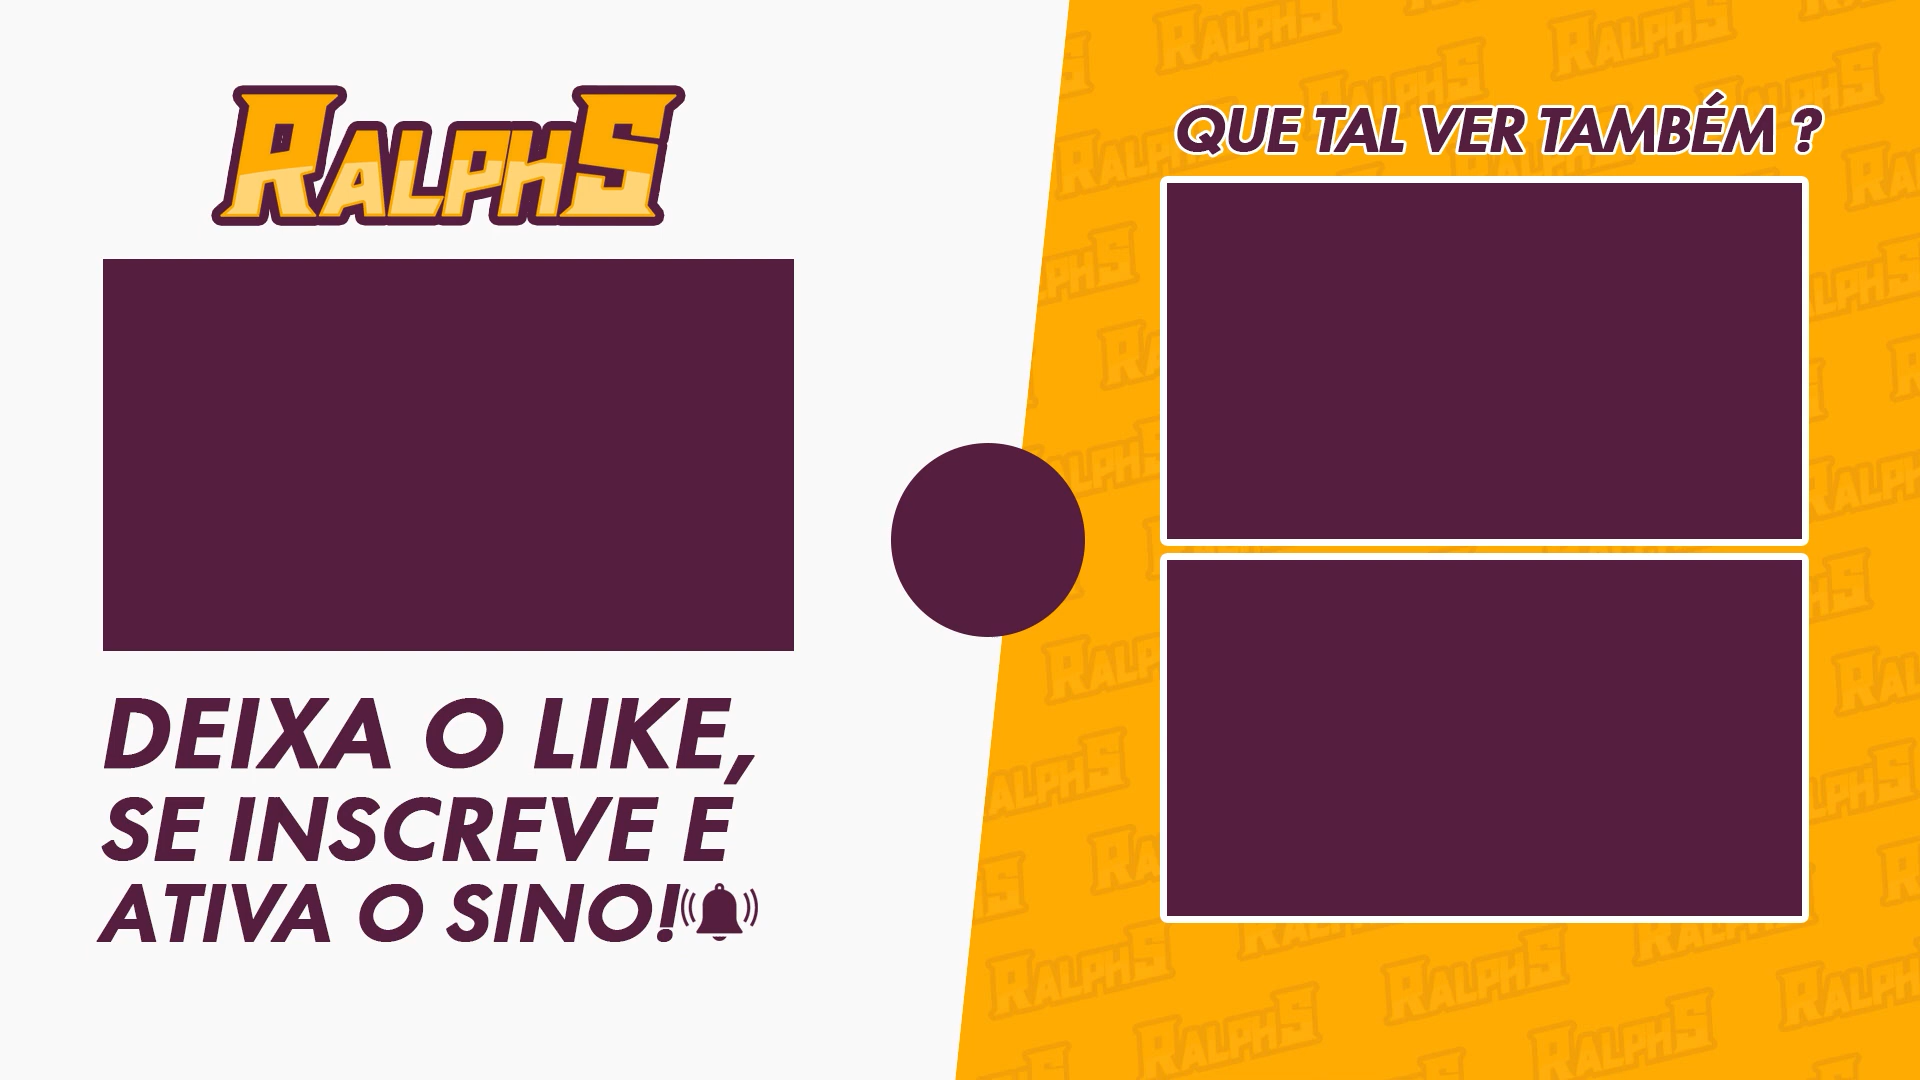 RALPHS
DEIXA O LIKE,
SE INSCREVE E
ATIVA O SINO!
QUE TAL VER TAMBÉM ?